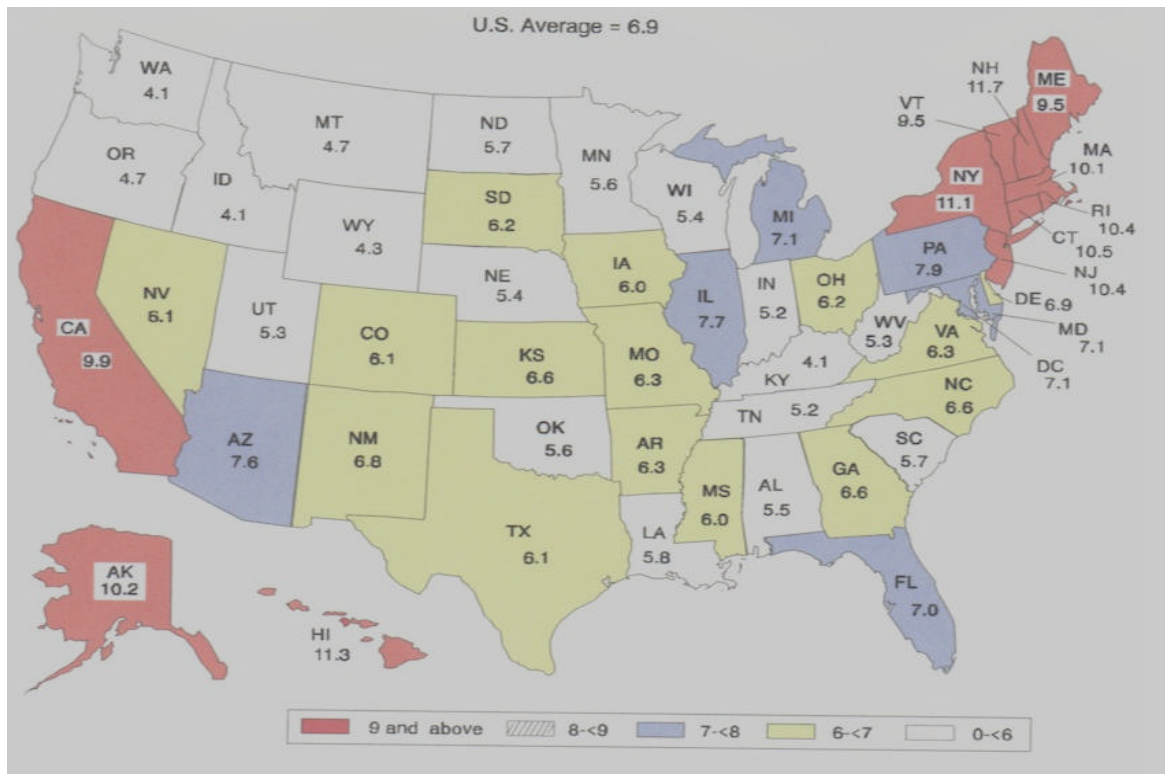 U.S. Average = 6.9
WA
4.1
MT
4.7
ND
5.7
MN
5.6
OR
4.7
ID
4.1
WY
4.3
SD
6.2
WI
5.4
MI
7.1
NH
11.7
ME
9.5
VT
9.5
MA
10.1
NY
11.1
RI
10.4
CT
10.5
NJ
10.4
PA
7.9
DE 6.9
MD
7.1
DC
7.1
NV
6.1
UT
5.3
CA
9.9
CO
6.1
NE
5.4
IA
6.0
IL
7.7
IN
5.2
OH
6.2
WV
5.3
VA
6.3
KS
6.6
MO
6.3
4.1
KY
NC
6.6
TN 5.2
AZ
7.6
NM
6.8
OK
5.6
AR
6.3
SC
5.7
MS
6.0
AL
5.5
GA
6.6
TX
6.1
LA
5.8
FL
7.0
AK
10.2
HI
11.3
9 and above 8-<9 7-<8 6-<7 0-<6